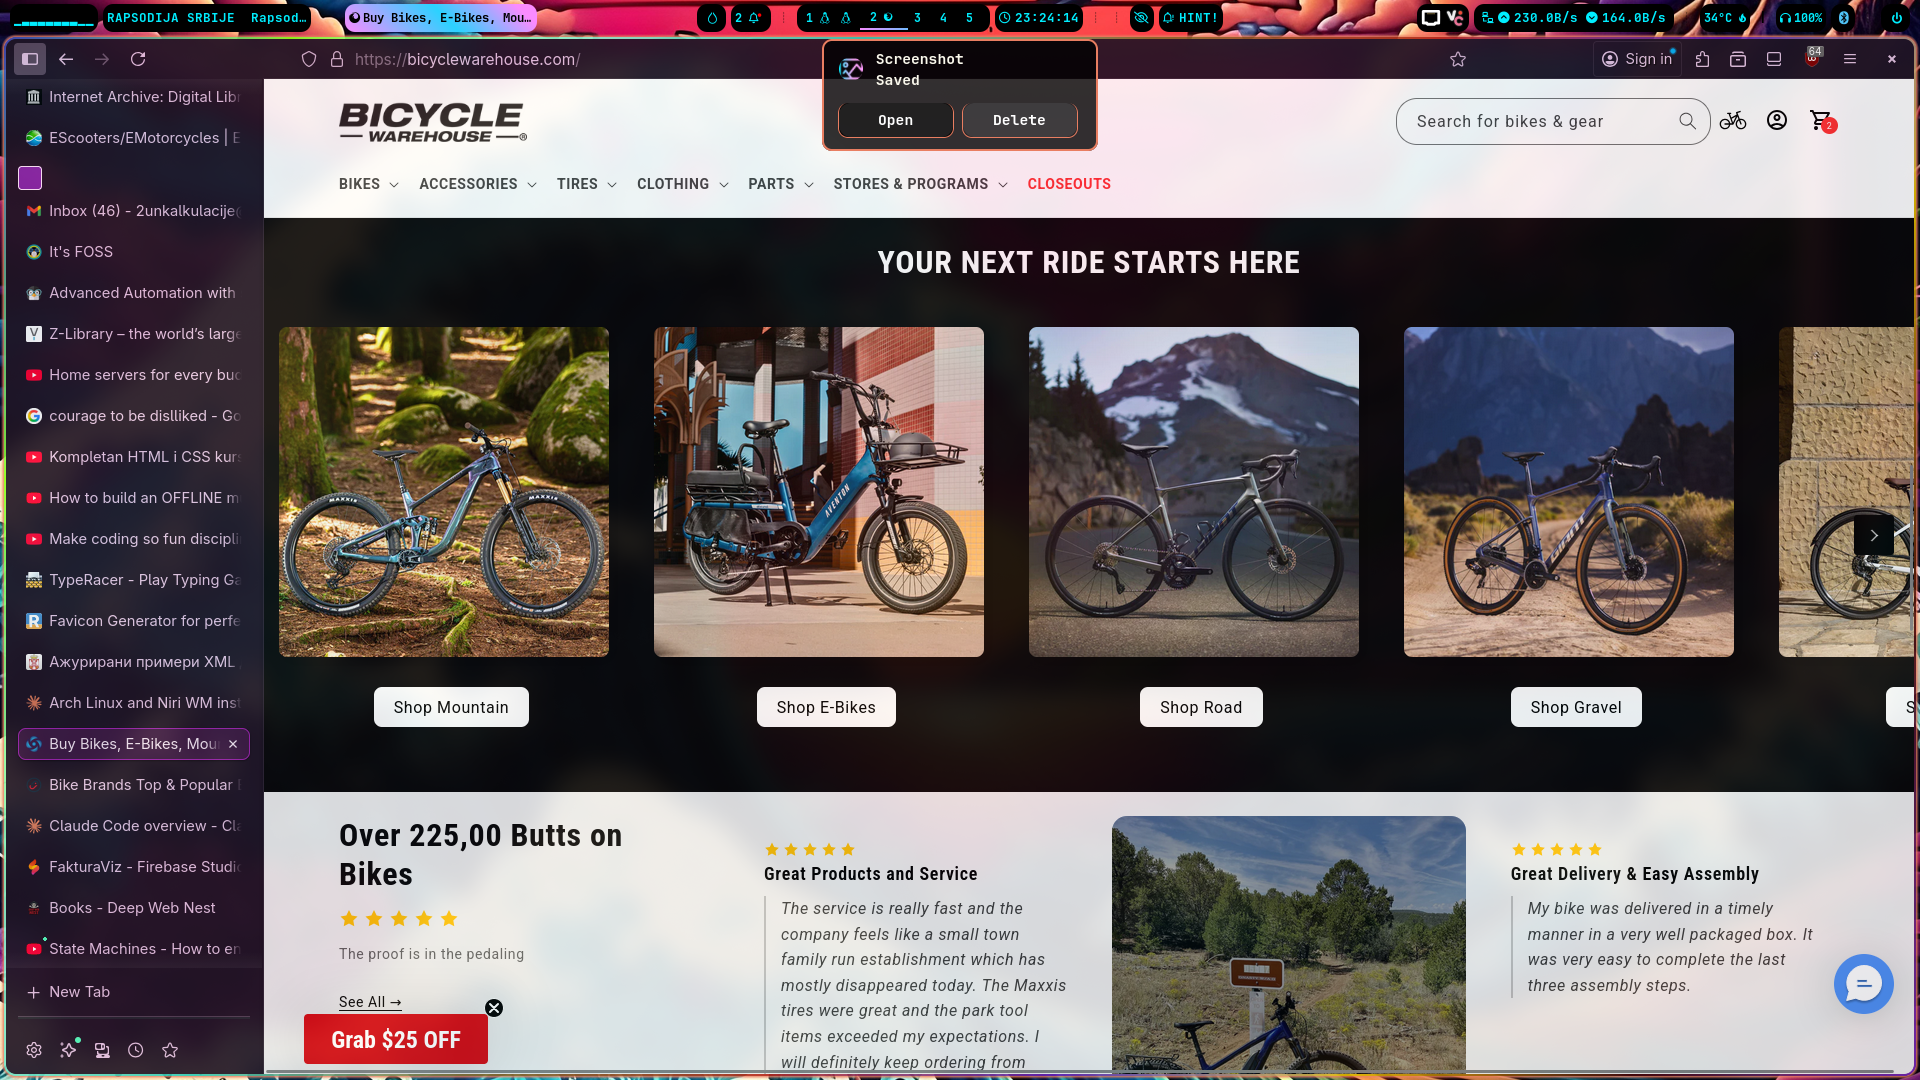 RAPSODIJA SRBIJE Rapsod…
Buy Bikes, E-Bikes, Mou…
2
1
2
3
4
5
23:24:14
HINT!
230.0B/s
164.0B/s
34°C
100%
https://bicyclewarehouse.com/
Screenshot
Saved
Open
Delete
Sign in
64
Internet Archive: Digital Libr
EScooters/EMotorcycles | E
Inbox (46) - 2unkalkulacije@
It's FOSS
Advanced Automation with
Z-Library – the world's large
Home servers for every bud
courage to be dislliked - Go
Kompletan HTML i CSS kurs
How to build an OFFLINE m
Make coding so fun discipli
TypeRacer - Play Typing Ga
Favicon Generator for perfe
Ажурирани примери XML
Arch Linux and Niri WM inst
Buy Bikes, E-Bikes, Mou
Bike Brands Top & Popular
Claude Code overview - Cla
FakturaViz - Firebase Studio
Books - Deep Web Nest
State Machines - How to en
New Tab
BICYCLE
WAREHOUSE®
Search for bikes & gear
2
BIKES
ACCESSORIES
TIRES
CLOTHING
PARTS
STORES & PROGRAMS
CLOSEOUTS
YOUR NEXT RIDE STARTS HERE
MAXXIS
MAXXIS
AVENTON
GIANT
Shop Mountain
Shop E-Bikes
Shop Road
Shop Gravel
S
Over 225,00 Butts on
Bikes
The proof is in the pedaling
See All →
Grab $25 OFF
Great Products and Service
The service is really fast and the
company feels like a small town
family run establishment which has
mostly disappeared today. The Maxxis
tires were great and the park tool
items exceeded my expectations. I
will definitely keep ordering from
Great Delivery & Easy Assembly
My bike was delivered in a timely
manner in a very well packaged box. It
was very easy to complete the last
three assembly steps.